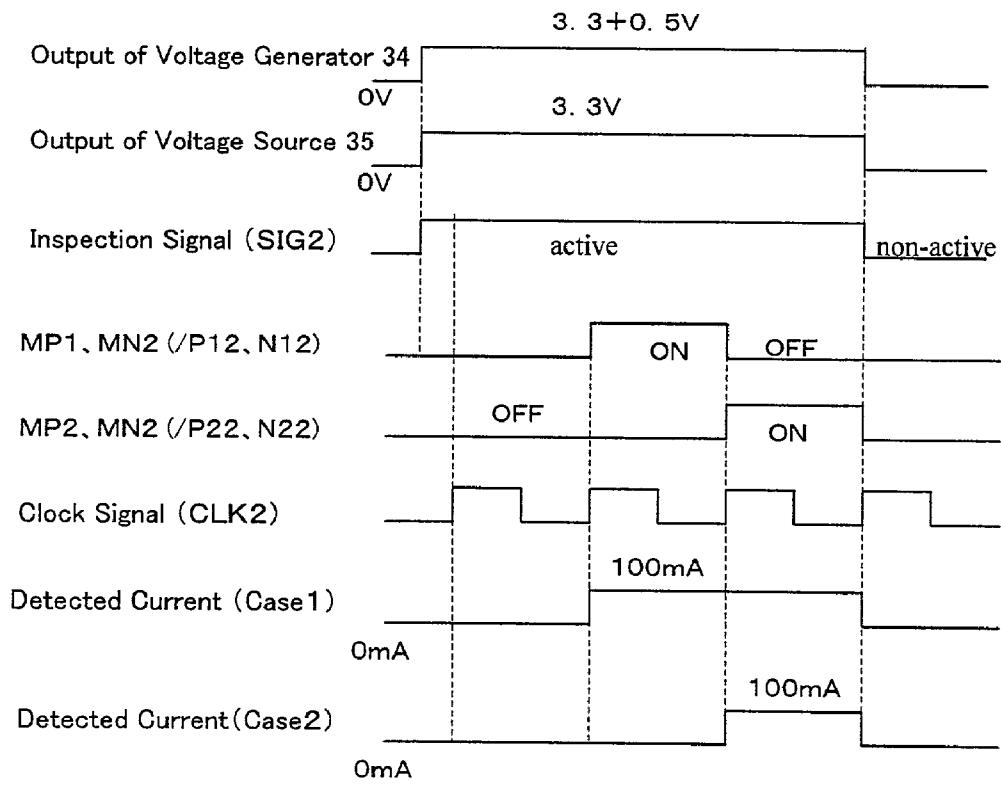 3. 3+0. 5V
Output of Voltage Generator 34
0V
3. 3V
Output of Voltage Source 35
0V
Inspection Signal (SIG2)
active
non-active
MP1、MN2 (/P12、N12)
ON
OFF
MP2、MN2 (/P22、N22)
OFF
ON
Clock Signal (CLK2)
100mA
Detected Current (Case1)
0mA
100mA
Detected Current(Case2)
0mA